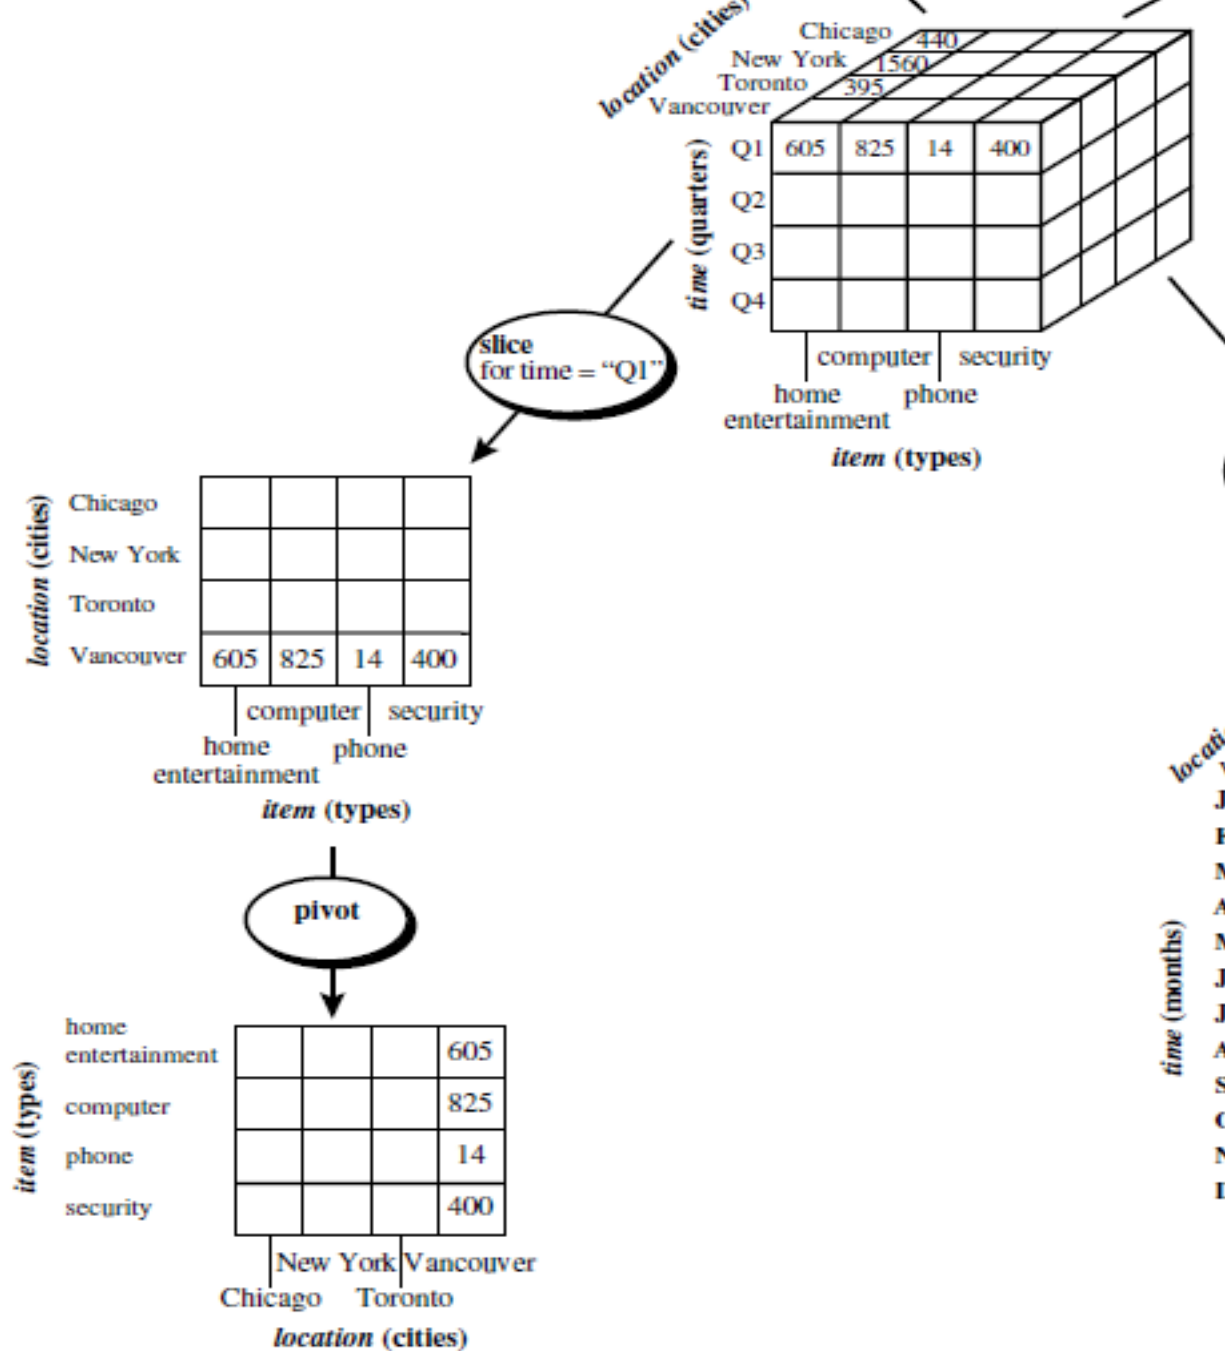 location (cities)
Chicago 440
New York 1560
Toronto 395
Vancouver
time (quarters)
Q1 605 825 14 400
Q2
Q3
Q4
computer security
home phone
entertainment
item (types)
slice
for time = “Q1”
location (cities)
Chicago
New York
Toronto
Vancouver 605 825 14 400
computer security
home phone
entertainment
item (types)
pivot
item (types)
home
entertainment 605
computer 825
phone 14
security 400
New York Vancouver
Chicago Toronto
location (cities)
time (months)
J
M
A
M
J
J
A
S
N